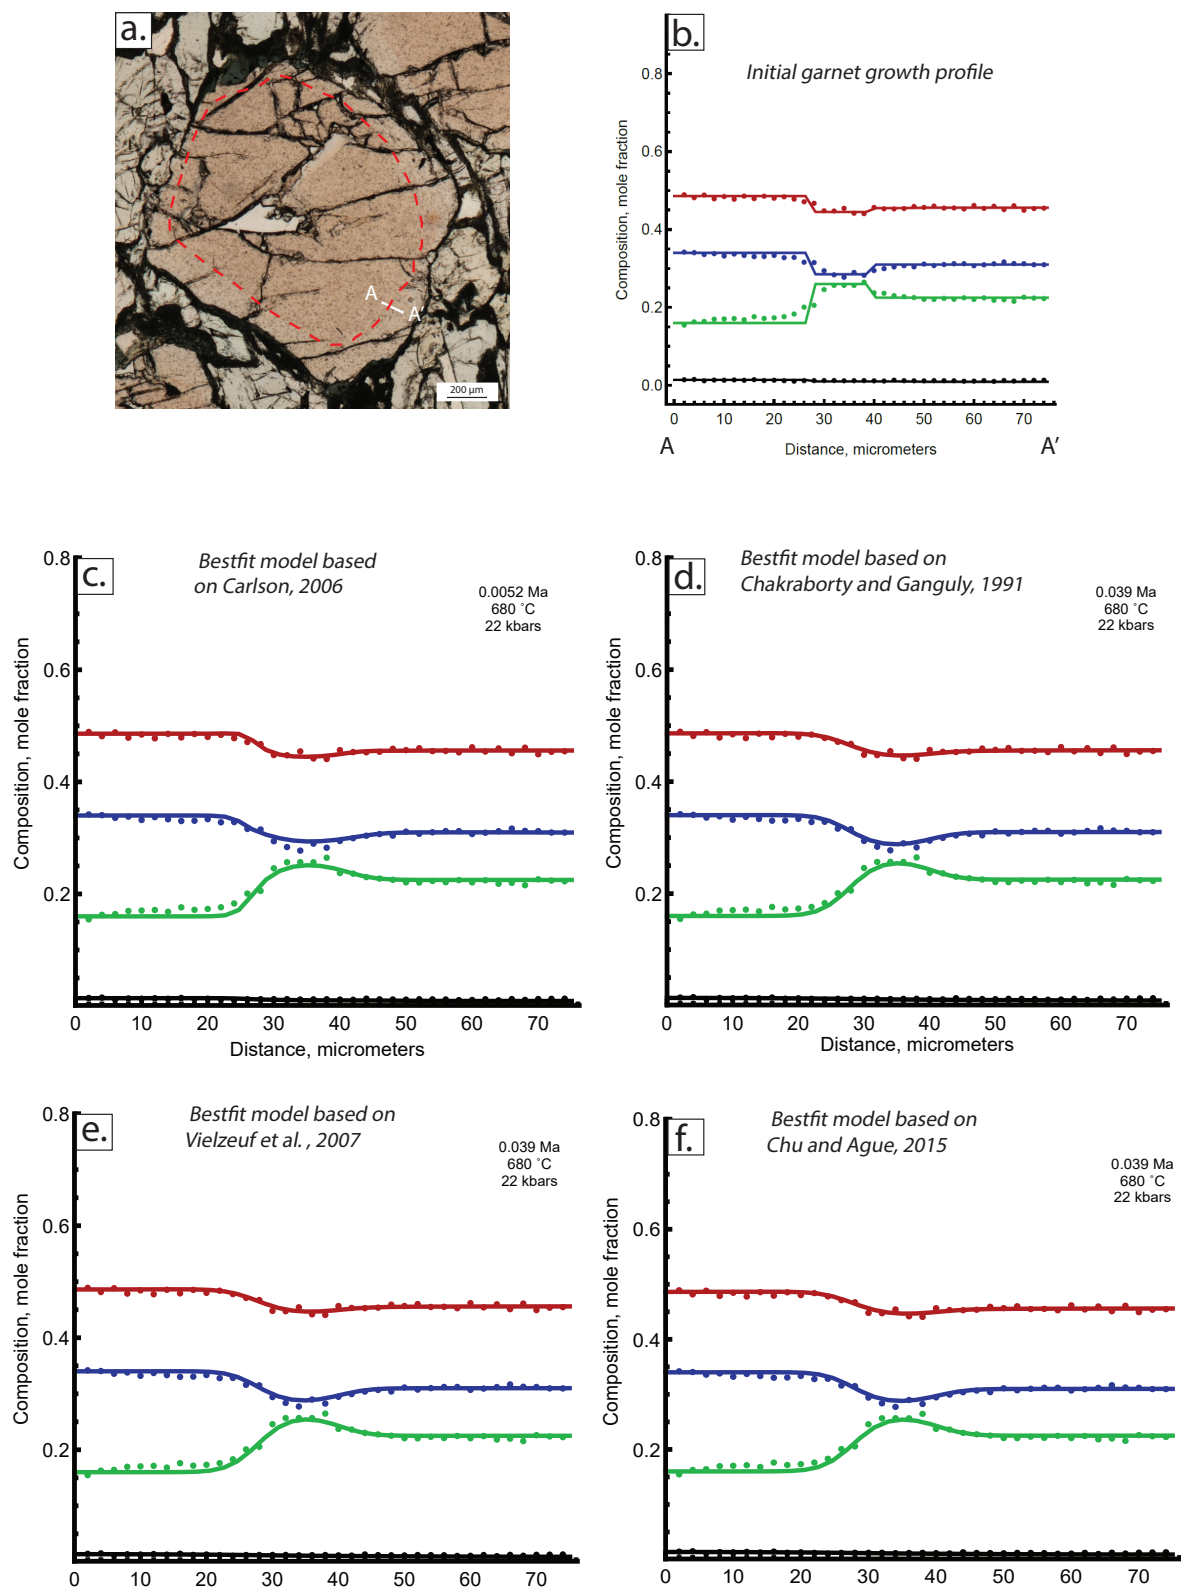 a.
A
A'
200 µm
b.
Initial garnet growth profile
Composition, mole fraction
0.8
0.6
0.4
0.2
0.0
0 10 20 30 40 50 60 70
A Distance, micrometers A'
c.
Bestfit model based
on Carlson, 2006
0.0052 Ma
680 ˚C
22 kbars
Composition, mole fraction
0.8
0.6
0.4
0.2
0 10 20 30 40 50 60 70
Distance, micrometers
d.
Bestfit model based on
Chakraborty and Ganguly, 1991
0.039 Ma
680 ˚C
22 kbars
Composition, mole fraction
0.8
0.6
0.4
0.2
0 10 20 30 40 50 60 70
Distance, micrometers
e.
Bestfit model based on
Vielzeuf et al. , 2007
0.039 Ma
680 ˚C
22 kbars
Composition, mole fraction
0.8
0.6
0.4
0.2
0 10 20 30 40 50 60 70
f.
Bestfit model based on
Chu and Ague, 2015
0.039 Ma
680 ˚C
22 kbars
Composition, mole fraction
0.8
0.6
0.4
0.2
0 10 20 30 40 50 60 70